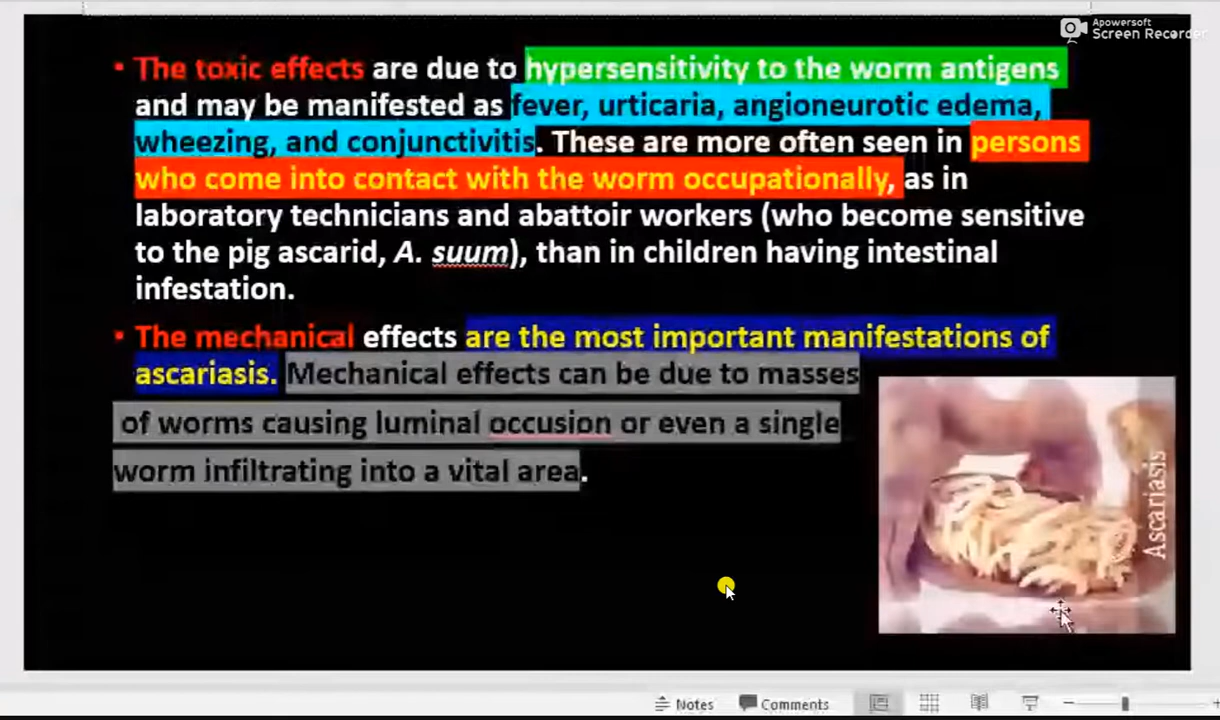 Apowersoft
Screen Recorder
• The toxic effects are due to hypersensitivity to the worm antigens
and may be manifested as fever, urticaria, angioneurotic edema,
wheezing, and conjunctivitis. These are more often seen in persons
who come into contact with the worm occupationally, as in
laboratory technicians and abattoir workers (who become sensitive
to the pig ascarid, A. suum), than in children having intestinal
infestation.
• The mechanical effects are the most important manifestations of
ascariasis. Mechanical effects can be due to masses
of worms causing luminal occusion or even a single
worm infiltrating into a vital area.
Ascariasis
Notes
Comments